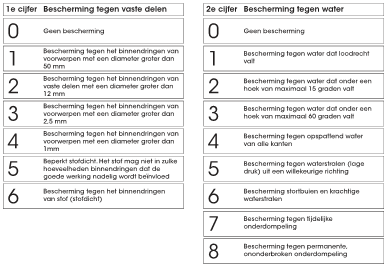 1e cijfer Bescherming tegen vaste delen
0 Geen bescherming
1 Bescherming tegen het binnendringen van
voorwerpen met een diameter groter dan
50 mm
2 Bescherming tegen het binnendringen van
vaste delen met een diameter groter dan
12 mm
3 Bescherming tegen het binnendringen van
voorwerpen met een diameter groter dan
2,5 mm
4 Bescherming tegen het binnendringen van
voorwerpen met een diameter groter dan
1mm
5 Beperkt stofdicht. Het stof mag niet in zulke
hoeveelheden binnendringen dat de
goede werking nadelig wordt beïnvloed
6 Bescherming tegen het binnendringen
van stof (stofdicht)
2e cijfer Bescherming tegen water
0 Geen bescherming
1 Bescherming tegen water dat loodrecht
valt
2 Bescherming tegen water dat onder een
hoek van maximaal 15 graden valt
3 Bescherming tegen water dat onder een
hoek van maximaal 60 graden valt
4 Bescherming tegen opspattend water
van alle kanten
5 Bescherming tegen waterstralen (lage
druk) uit een willekeurige richting
6 Bescherming stortbuien en krachtige
waterstralen
7 Bescherming tegen tijdelijke
onderdompeling
8 Bescherming tegen permanente,
ononderbroken onderdompeling